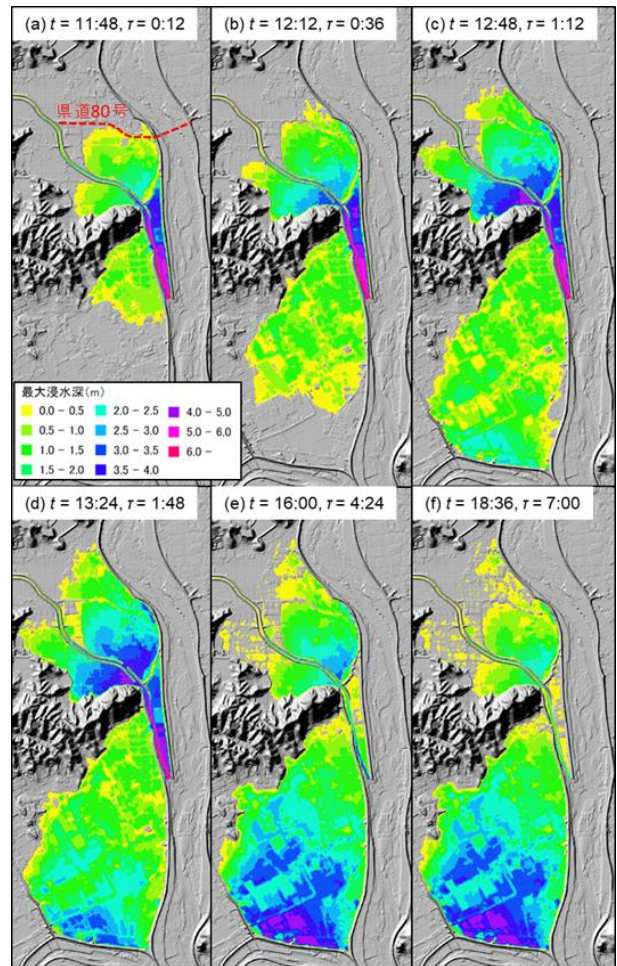 (a) t = 11:48, τ = 0:12
(b) t = 12:12, τ = 0:36
(c) t = 12:48, τ = 1:12
県道80号
最大浸水深(m)
0.0 - 0.5
2.0 - 2.5
4.0 - 5.0
0.5 - 1.0
2.5 - 3.0
5.0 - 6.0
1.0 - 1.5
3.0 - 3.5
6.0 -
1.5 - 2.0
3.5 - 4.0
(d) t = 13:24, τ = 1:48
(e) t = 16:00, τ = 4:24
(f) t = 18:36, τ = 7:00